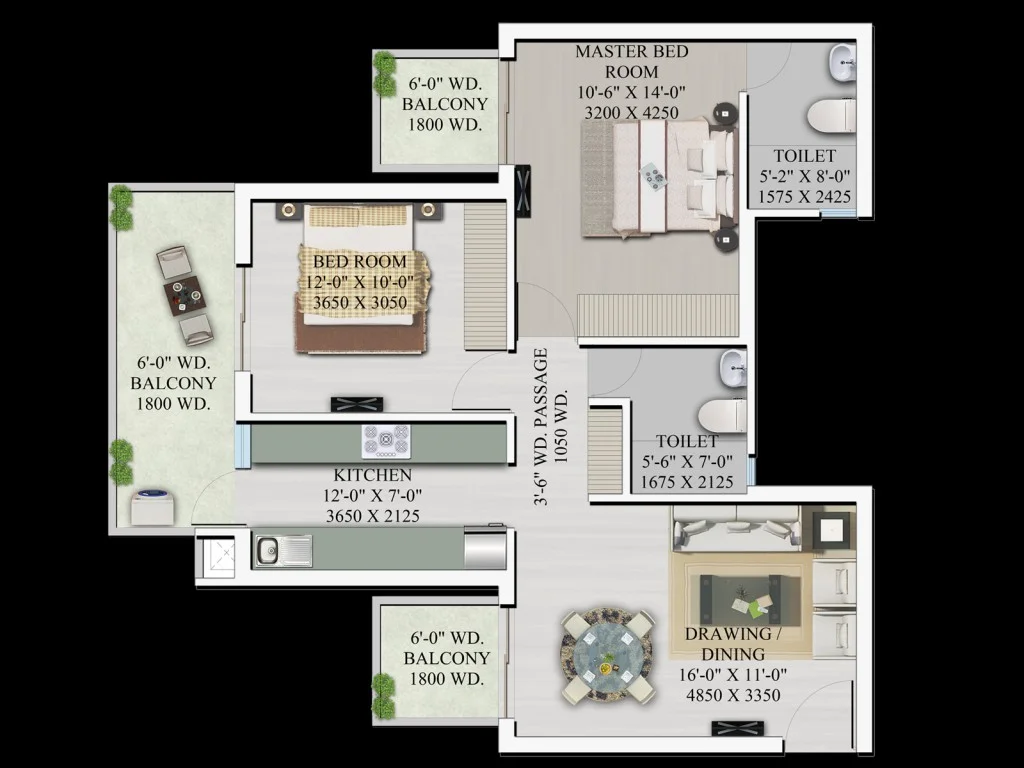 MASTER BED
ROOM
10'-6" X 14'-0"
3200 X 4250
6'-0" WD.
BALCONY
1800 WD.
TOILET
5'-2" X 8'-0"
1575 X 2425
BED ROOM
12'-0" X 10'-0"
3650 X 3050
6'-0" WD.
BALCONY
1800 WD.
3'-6" WD. PASSAGE
1050 WD.
TOILET
5'-6" X 7'-0"
1675 X 2125
KITCHEN
12'-0" X 7'-0"
3650 X 2125
6'-0" WD.
BALCONY
1800 WD.
DRAWING /
DINING
16'-0" X 11'-0"
4850 X 3350